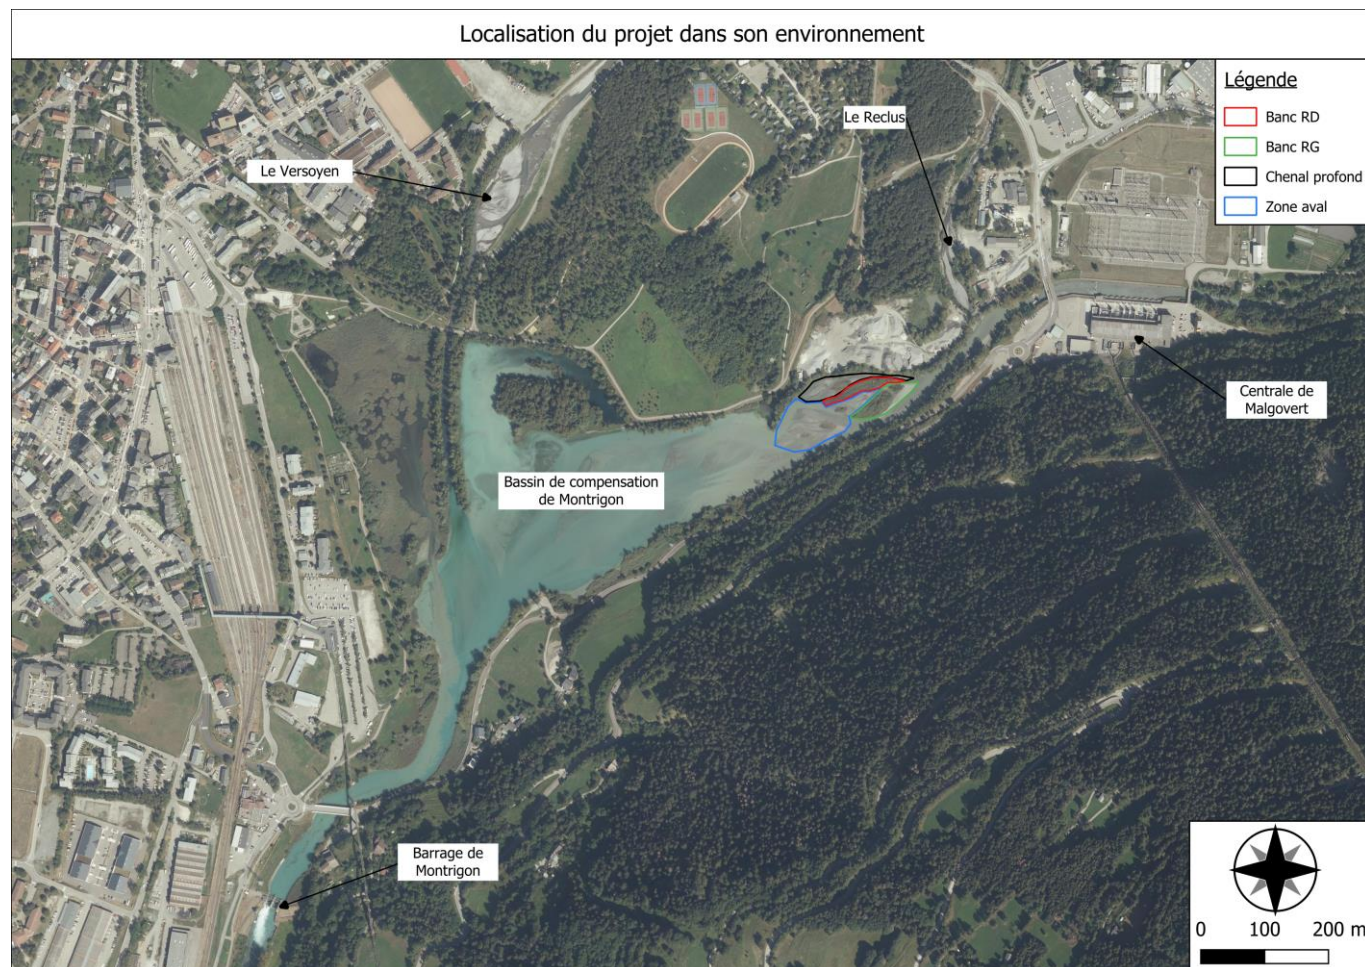 Localisation du projet dans son environnement
Légende
Banc RD
Banc RG
Chenal profond
Zone aval
Le Reclus
Le Versoyen
Centrale de
Malgovert
Bassin de compensation
de Montrigon
Barrage de
Montrigon
0 100 200 m